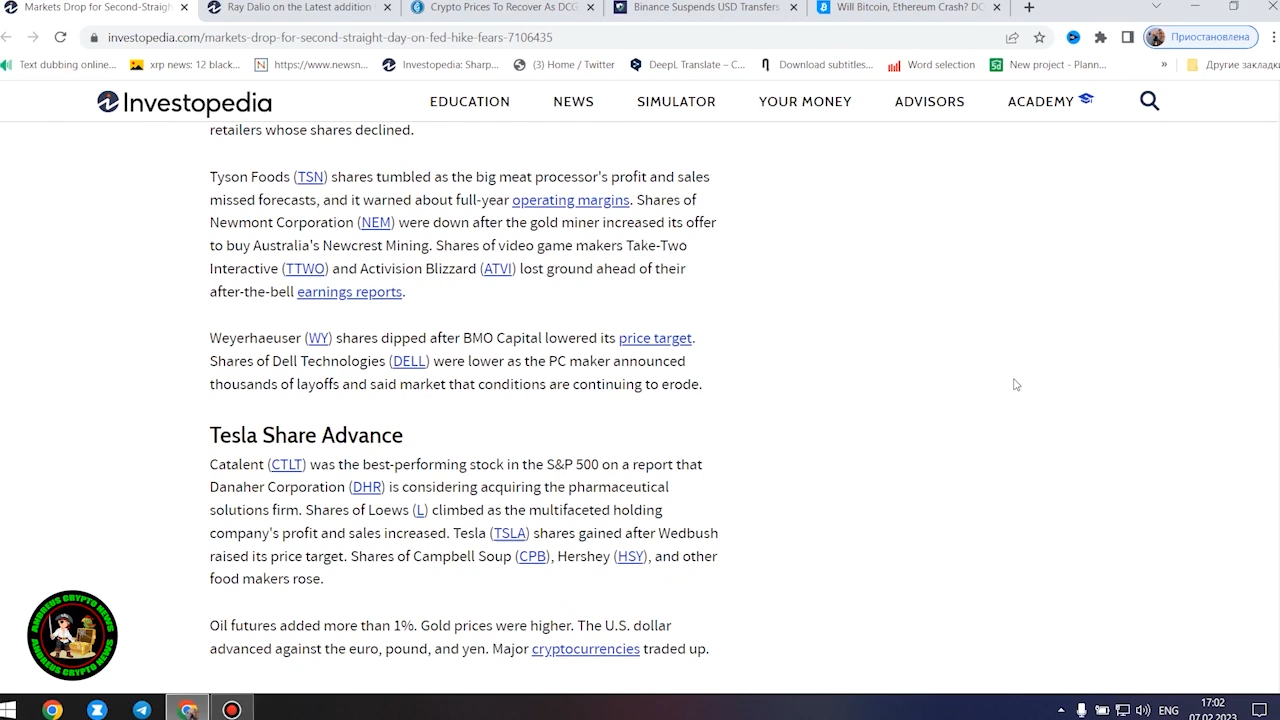 Markets Drop for Second-Straigh
Ray Dalio on the Latest addition
Crypto Prices To Recover As DCG
Binance Suspends USD Transfers
Will Bitcoin, Ethereum Crash? DC
investopedia.com/markets-drop-for-second-straight-day-on-fed-hike-fears-7106435
Приостановлена
Text dubbing online...
xrp news: 12 black...
https://www.newsn...
Investopedia: Sharp...
(3) Home / Twitter
DeepL Translate – C...
Download subtitles...
Word selection
New project - Plann...
»
Другие закладки
Investopedia
EDUCATION
NEWS
SIMULATOR
YOUR MONEY
ADVISORS
ACADEMY
retailers whose shares declined.
Tyson Foods (TSN) shares tumbled as the big meat processor's profit and sales
missed forecasts, and it warned about full-year operating margins. Shares of
Newmont Corporation (NEM) were down after the gold miner increased its offer
to buy Australia's Newcrest Mining. Shares of video game makers Take-Two
Interactive (TTWO) and Activision Blizzard (ATVI) lost ground ahead of their
after-the-bell earnings reports.
Weyerhaeuser (WY) shares dipped after BMO Capital lowered its price target.
Shares of Dell Technologies (DELL) were lower as the PC maker announced
thousands of layoffs and said market that conditions are continuing to erode.
Tesla Share Advance
Catalent (CTLT) was the best-performing stock in the S&P 500 on a report that
Danaher Corporation (DHR) is considering acquiring the pharmaceutical
solutions firm. Shares of Loews (L) climbed as the multifaceted holding
company's profit and sales increased. Tesla (TSLA) shares gained after Wedbush
raised its price target. Shares of Campbell Soup (CPB), Hershey (HSY), and other
food makers rose.
Oil futures added more than 1%. Gold prices were higher. The U.S. dollar
advanced against the euro, pound, and yen. Major cryptocurrencies traded up.
ANDREUS CRYPTO NEWS
ANDREUS CRYPTO NEWS
ENG
17:02
07.02.2023